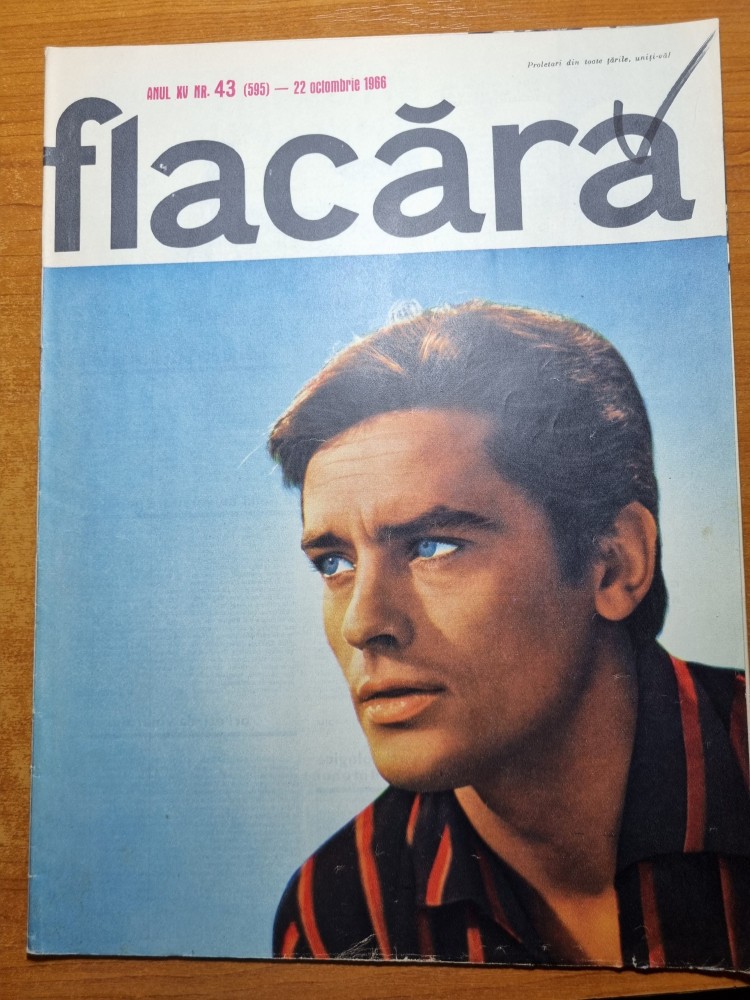 Proletari din toate țările, uniți-vă!
ANUL XV NR. 43 (595) — 22 octombrie 1966
flacăra